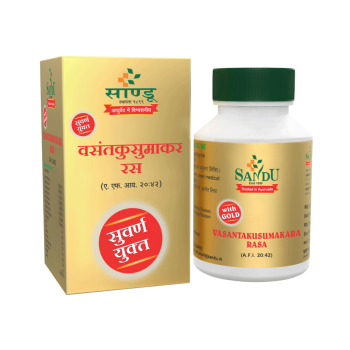 साण्डू
स्थापना १८९९
आयुर्वेद में विश्वसनीय
सुवर्ण
युक्त
वसंतकुसुमाकर
रस
(ए. एफ. आय. २०:४२)
सुवर्ण
युक्त
SANDU
Estd 1899
Trusted in Ayurveda
with
GOLD
VASANTAKUSUMAKARA
RASA
(A.F.I. 20:42)